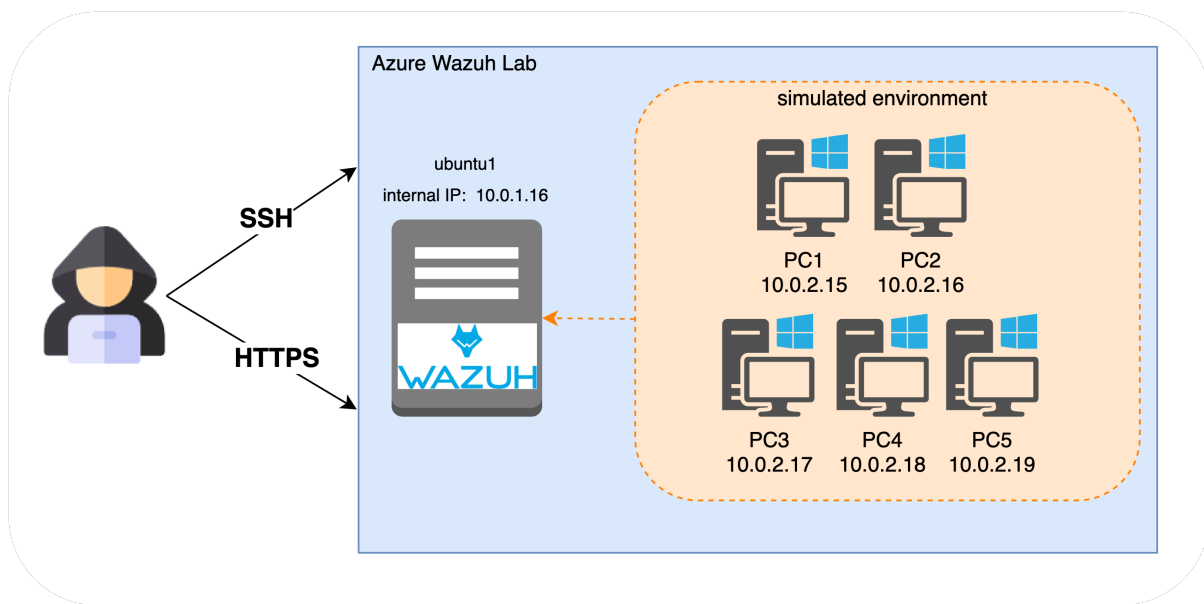 Azure Wazuh Lab
simulated environment
ubuntu1
internal IP: 10.0.1.16
SSH
HTTPS
WAZUH
PC1
10.0.2.15
PC2
10.0.2.16
PC3
10.0.2.17
PC4
10.0.2.18
PC5
10.0.2.19